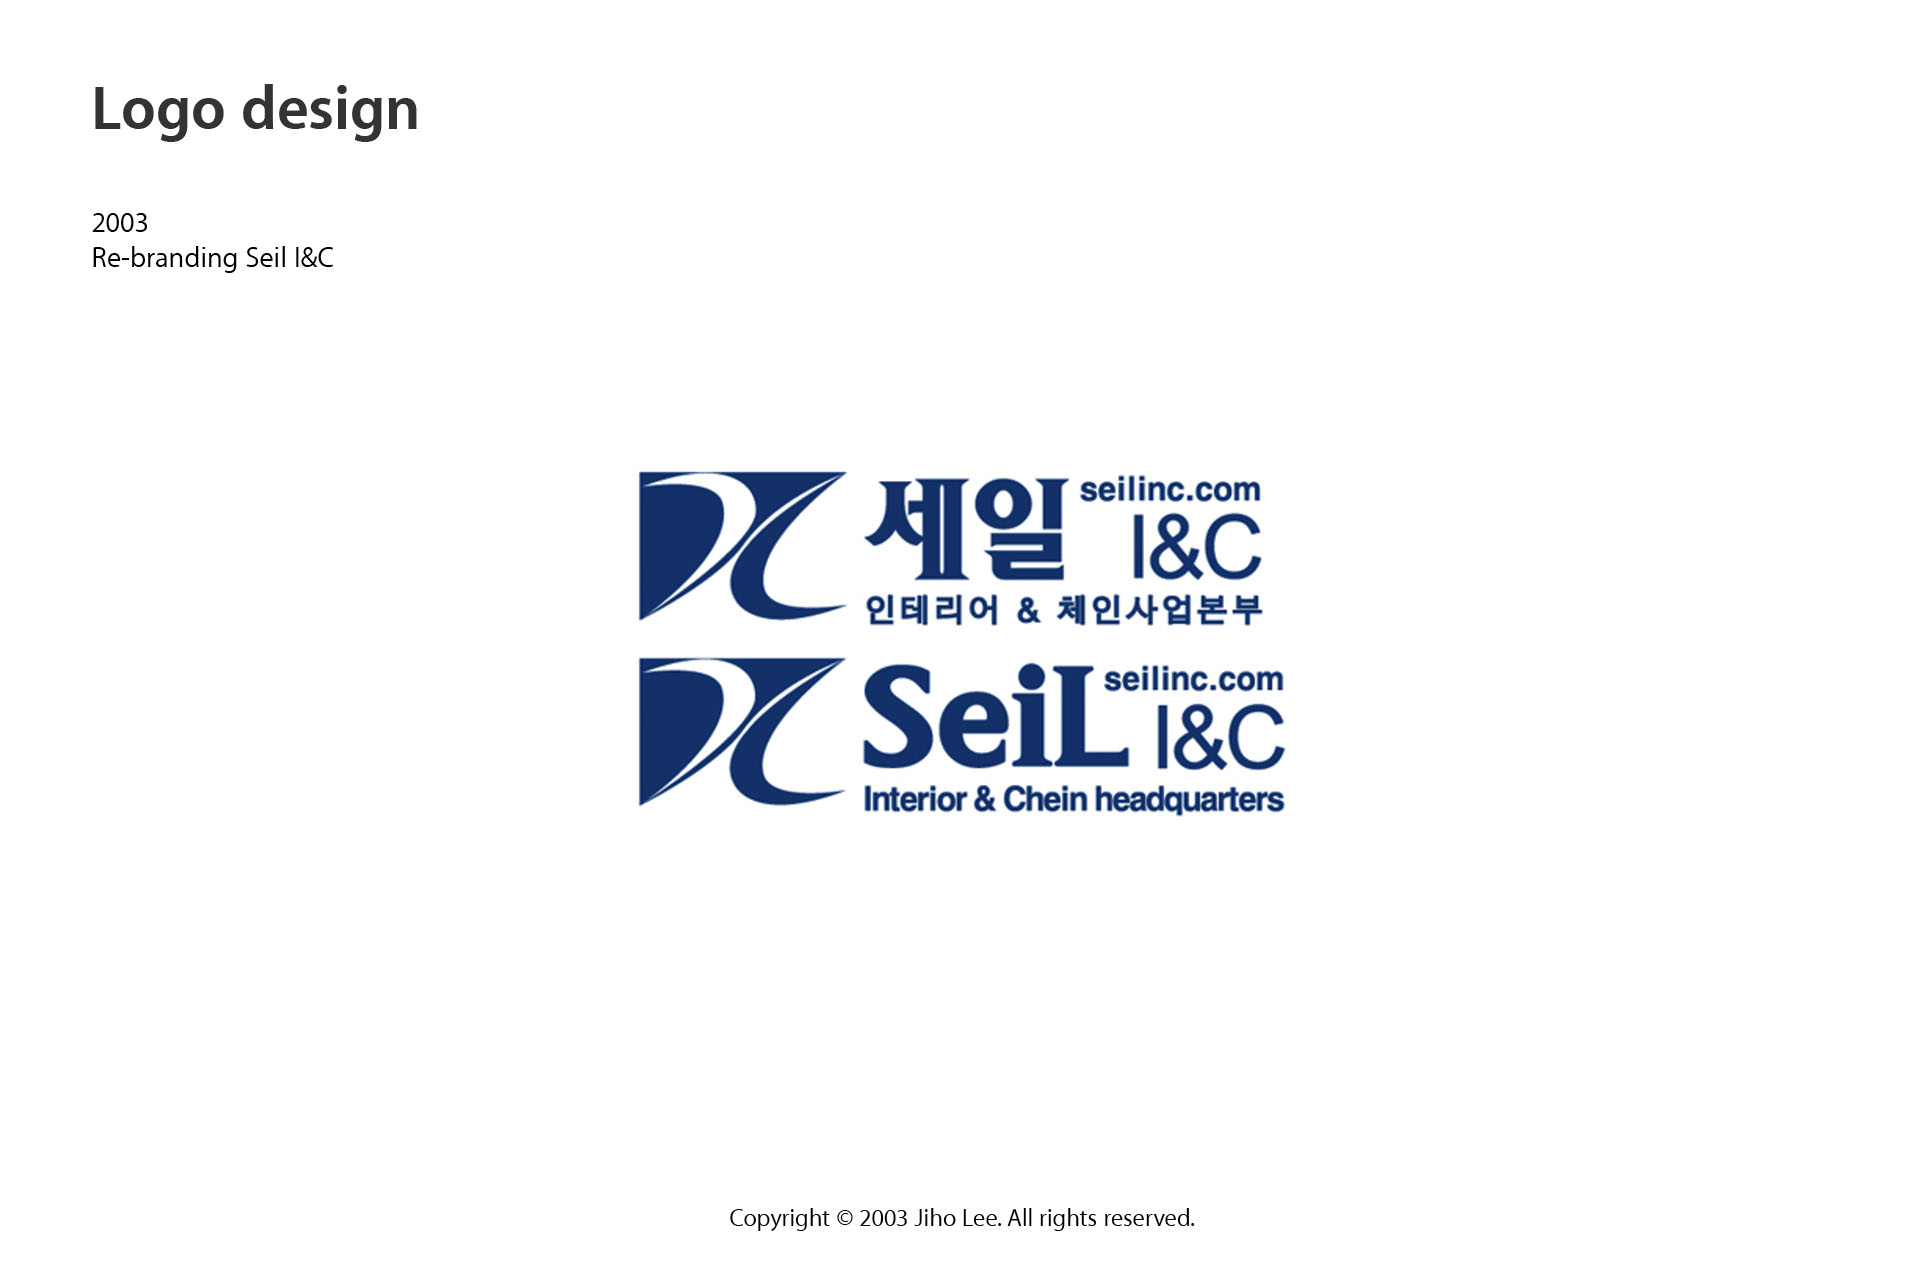 Logo design
2003
Re-branding Seil I&C
세일 seilinc.com
I&C
인테리어 & 체인사업본부
SeiL seilinc.com
I&C
Interior & Chein headquarters
Copyright © 2003 Jiho Lee. All rights reserved.